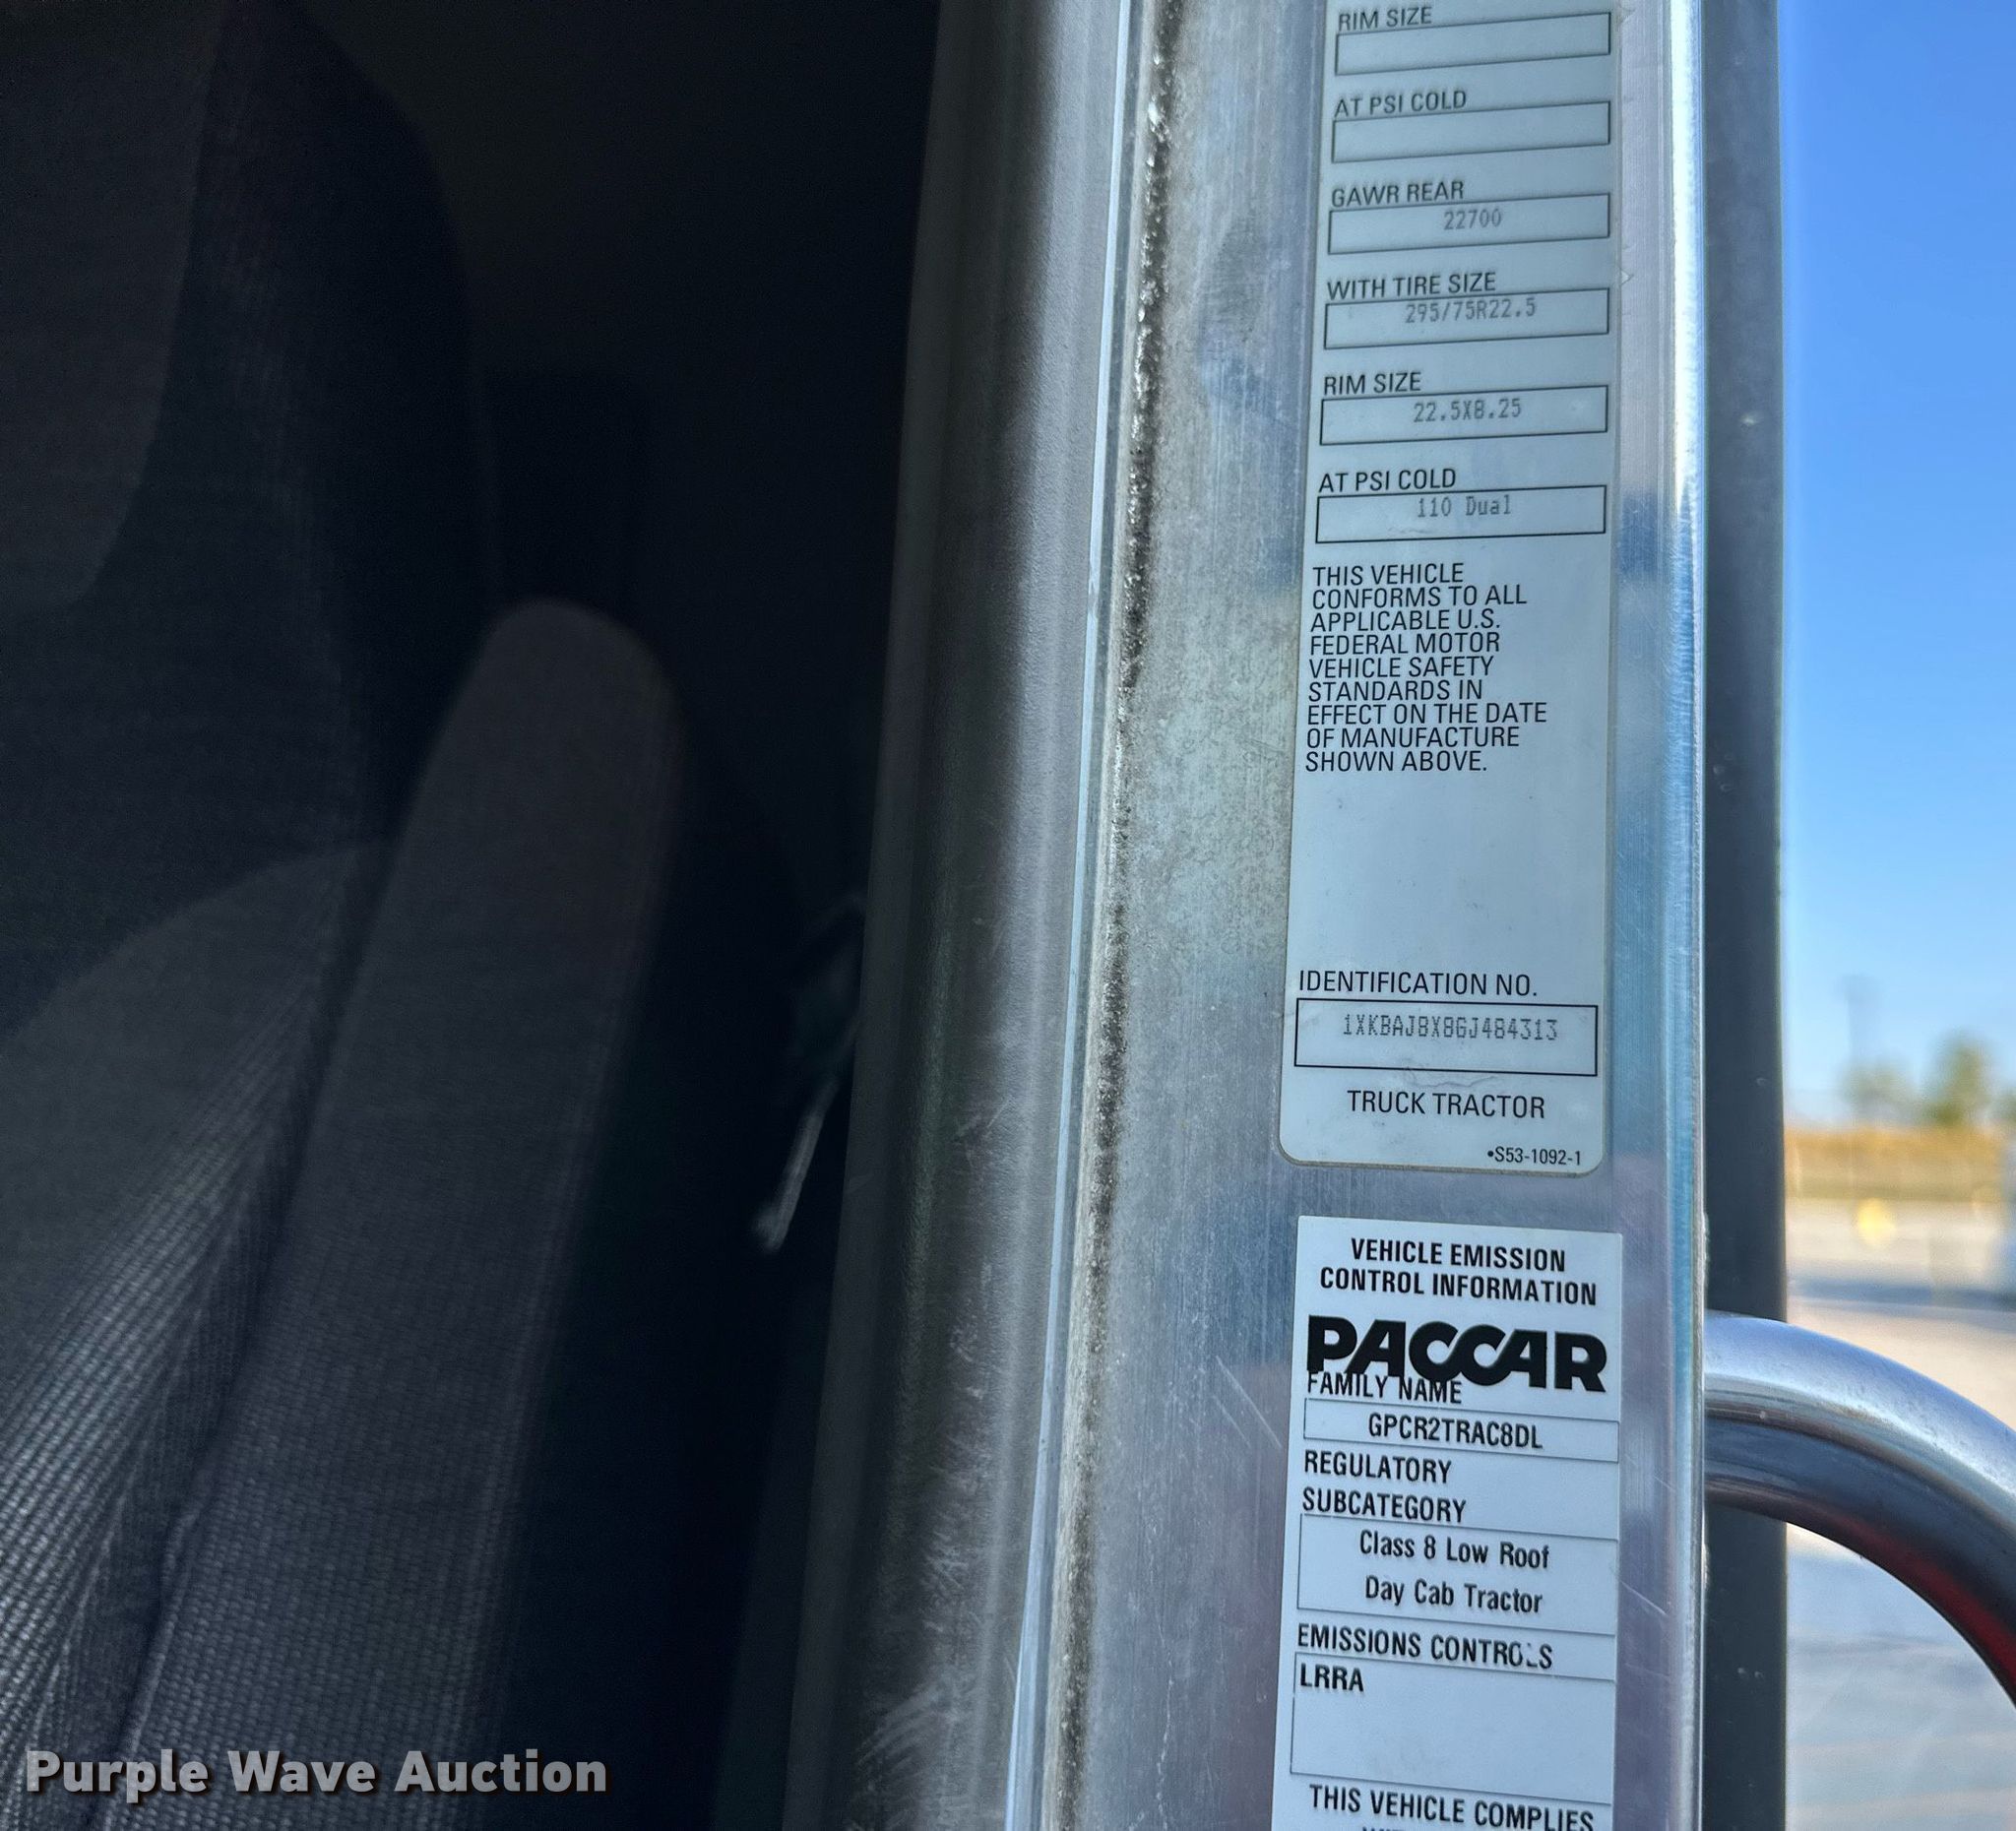 RIM SIZE
AT PSI COLD
GAWR REAR
22700
WITH TIRE SIZE
295/75R22.5
RIM SIZE
22.5X8.25
AT PSI COLD
110 Dual
THIS VEHICLE
CONFORMS TO ALL
APPLICABLE U.S.
FEDERAL MOTOR
VEHICLE SAFETY
STANDARDS IN
EFFECT ON THE DATE
OF MANUFACTURE
SHOWN ABOVE.
IDENTIFICATION NO.
1XKBAJ8X8GJ484313
TRUCK TRACTOR
•S53-1092-1
VEHICLE EMISSION
CONTROL INFORMATION
PACCAR
FAMILY NAME
GPCR2TRAC8DL
REGULATORY
SUBCATEGORY
Class 8 Low Roof
Day Cab Tractor
EMISSIONS CONTROLS
LRRA
THIS VEHICLE COMPLIES
Purple Wave Auction